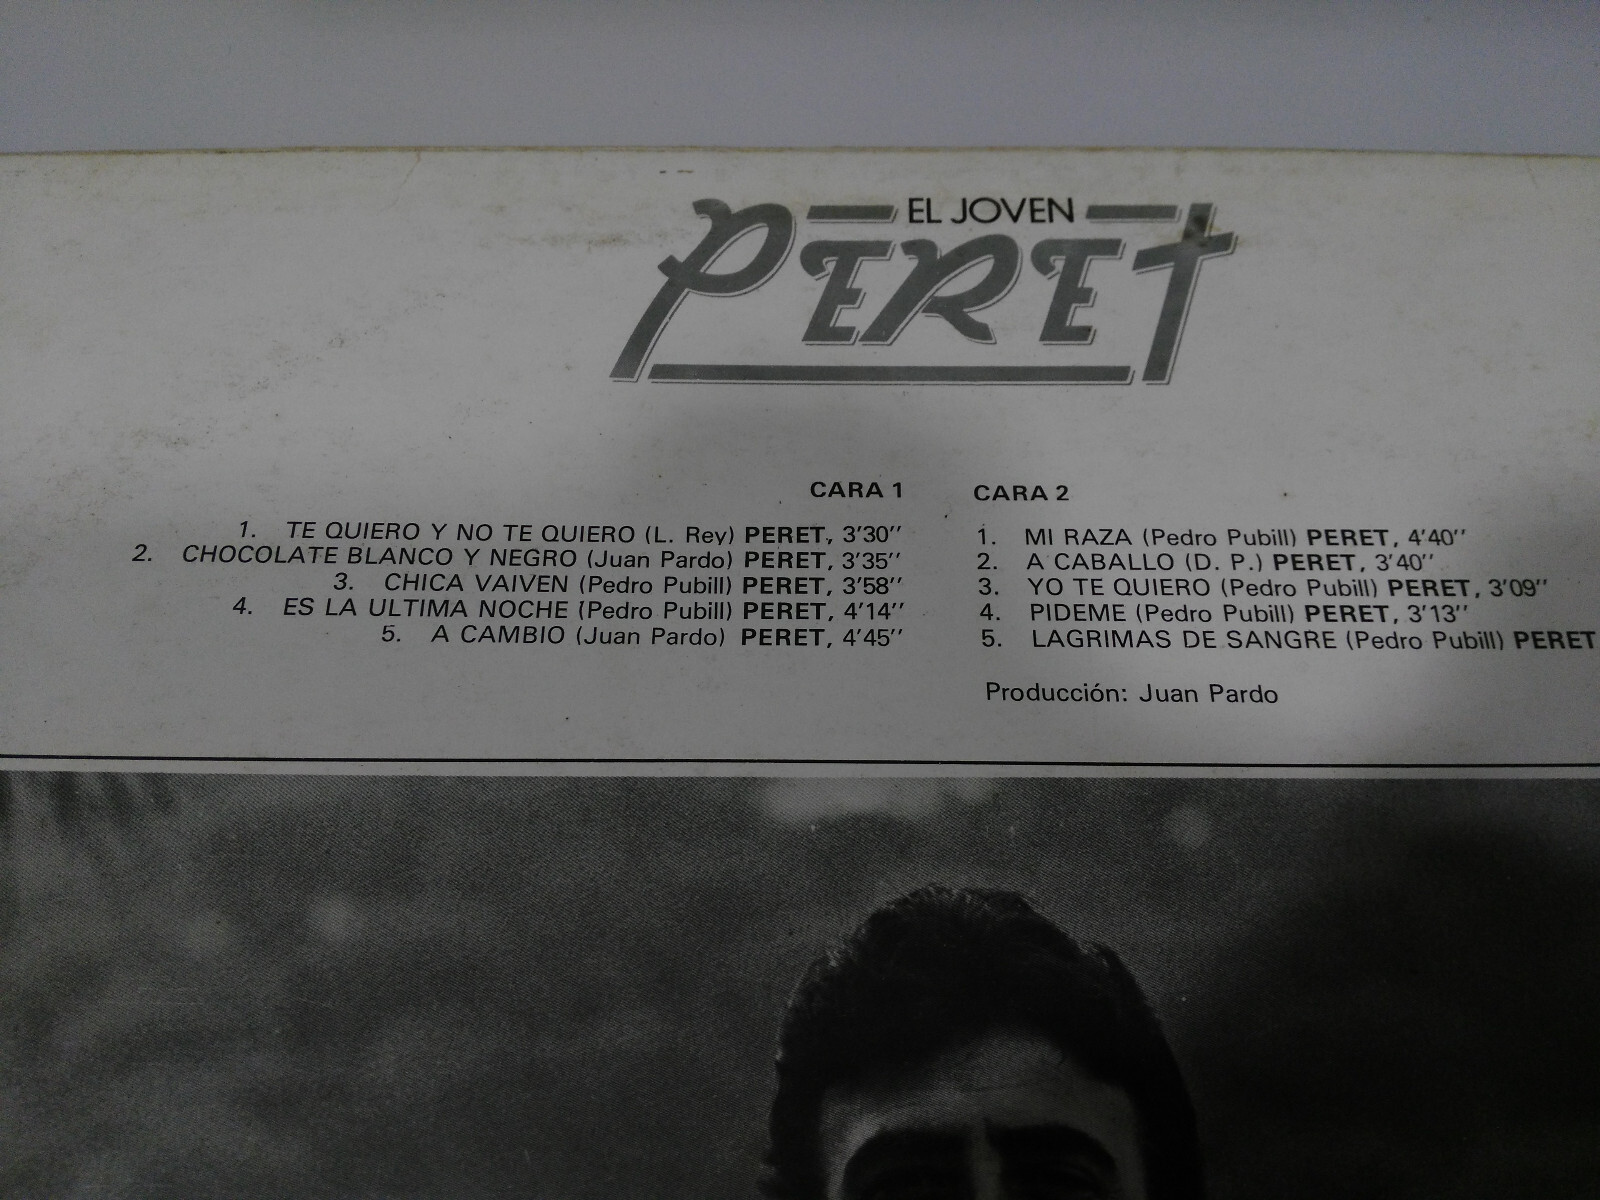 EL JOVEN
PERET
CARA 1
1. TE QUIERO Y NO TE QUIERO (L. Rey) PERET, 3'30''
2. CHOCOLATE BLANCO Y NEGRO (Juan Pardo) PERET, 3'35''
3. CHICA VAIVEN (Pedro Pubill) PERET, 3'58''
4. ES LA ULTIMA NOCHE (Pedro Pubill) PERET, 4'14''
5. A CAMBIO (Juan Pardo) PERET, 4'45''
CARA 2
1. MI RAZA (Pedro Pubill) PERET, 4'40''
2. A CABALLO (D. P.) PERET, 3'40''
3. YO TE QUIERO (Pedro Pubill) PERET, 3'09''
4. PIDEME (Pedro Pubill) PERET, 3'13''
5. LAGRIMAS DE SANGRE (Pedro Pubill) PERET
Producción: Juan Pardo